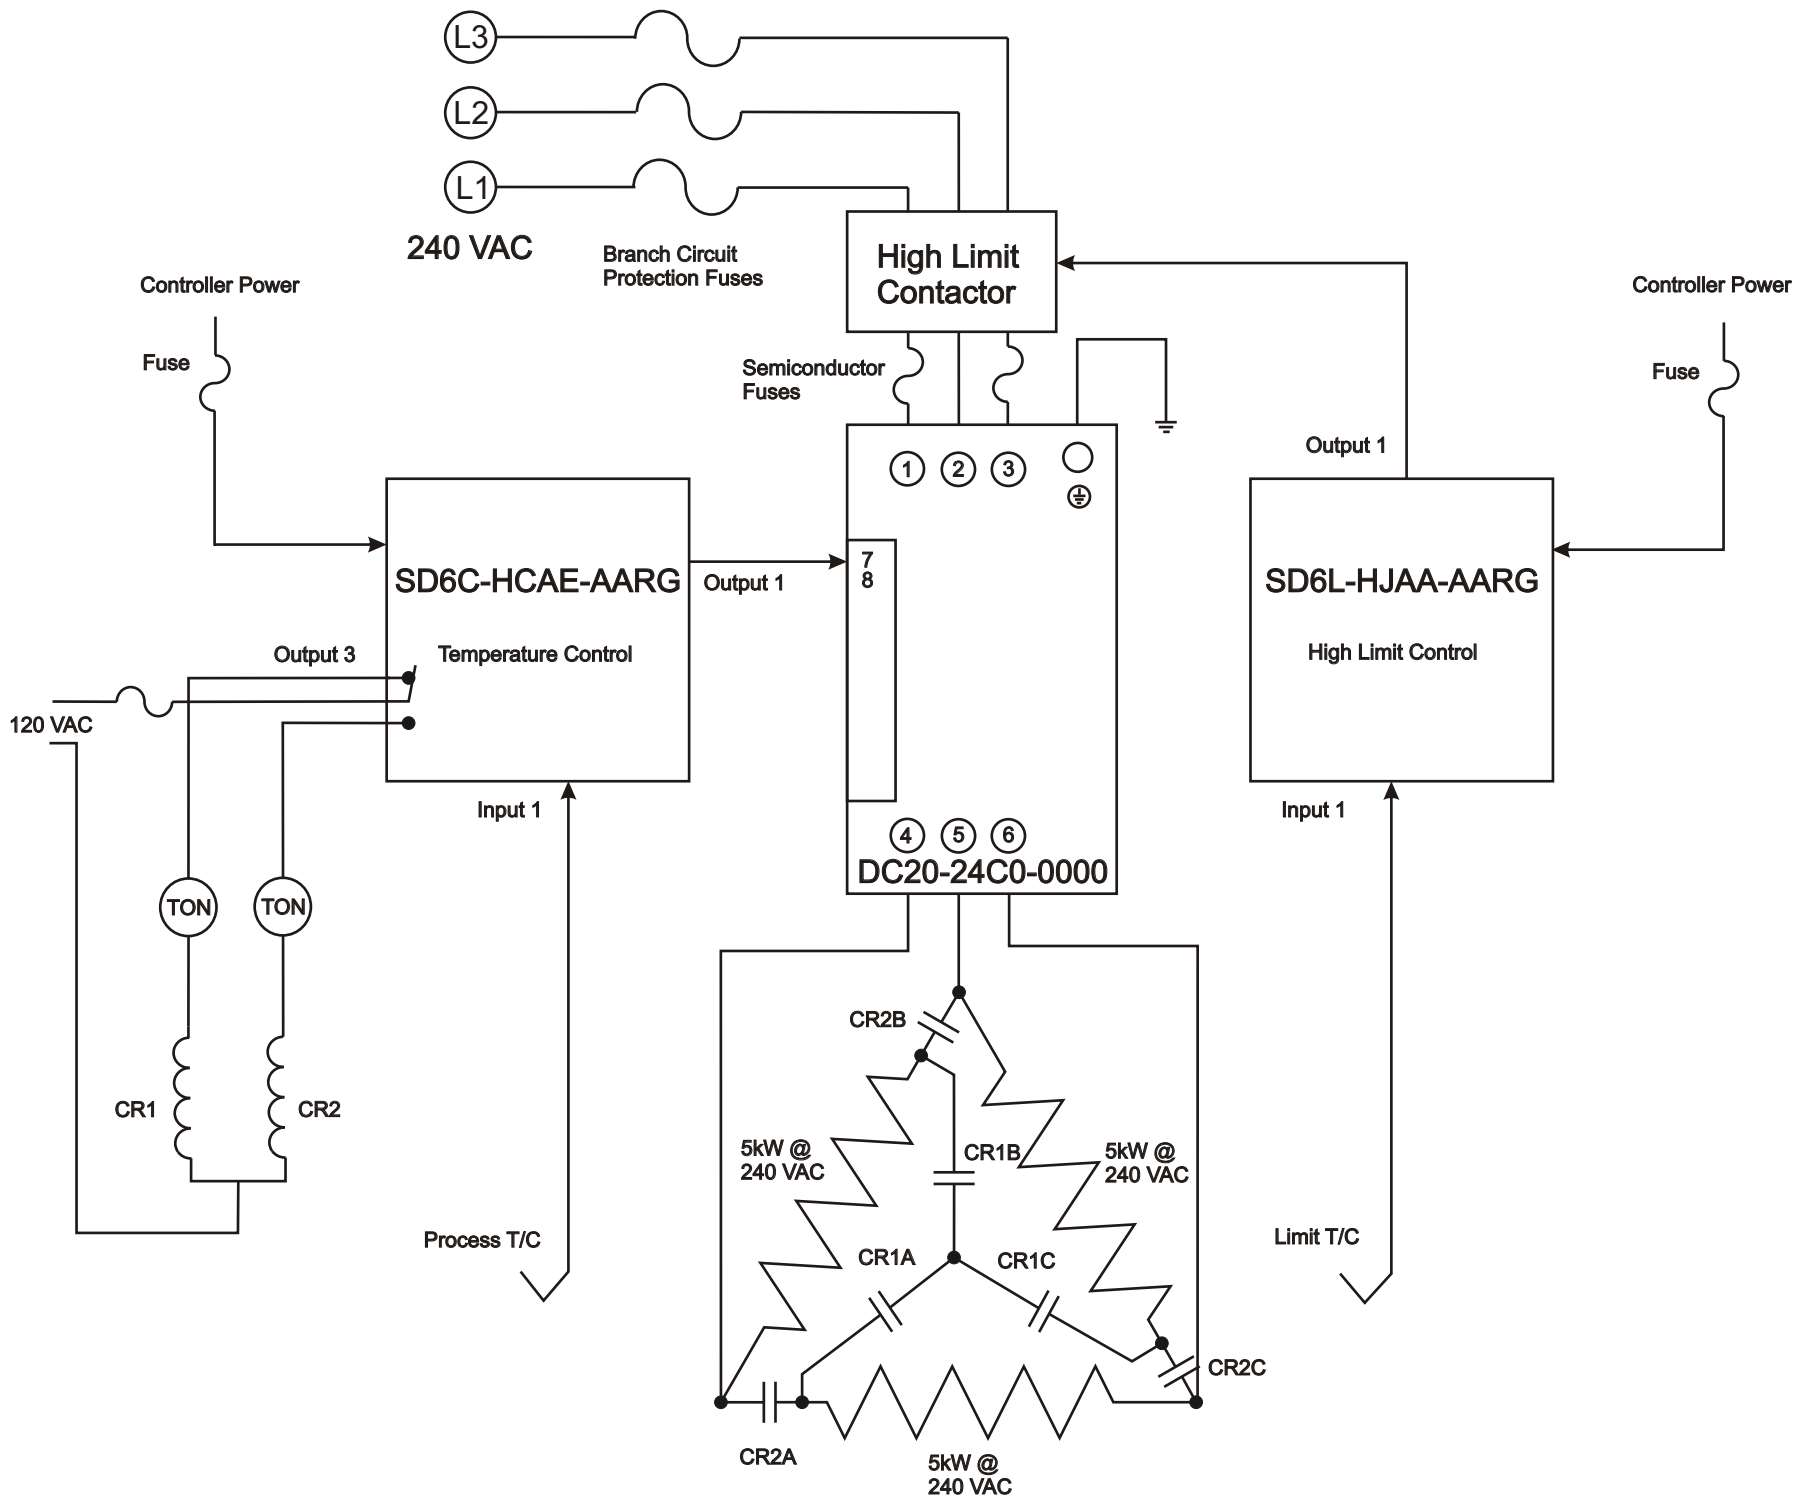 L3
L2
L1
240 VAC
Branch Circuit
Protection Fuses
High Limit
Contactor
Controller Power
Fuse
Semiconductor
Fuses
Controller Power
Fuse
Output 1
1
2
3
7
8
SD6C-HCAE-AARG
Temperature Control
Output 1
Output 3
120 VAC
SD6L-HJAA-AARG
High Limit Control
Input 1
Input 1
4
5
6
DC20-24C0-0000
TON
TON
CR1
CR2
CR2B
5kW @
240 VAC
CR1B
5kW @
240 VAC
Process T/C
Limit T/C
CR1A
CR1C
CR2C
CR2A
5kW @
240 VAC